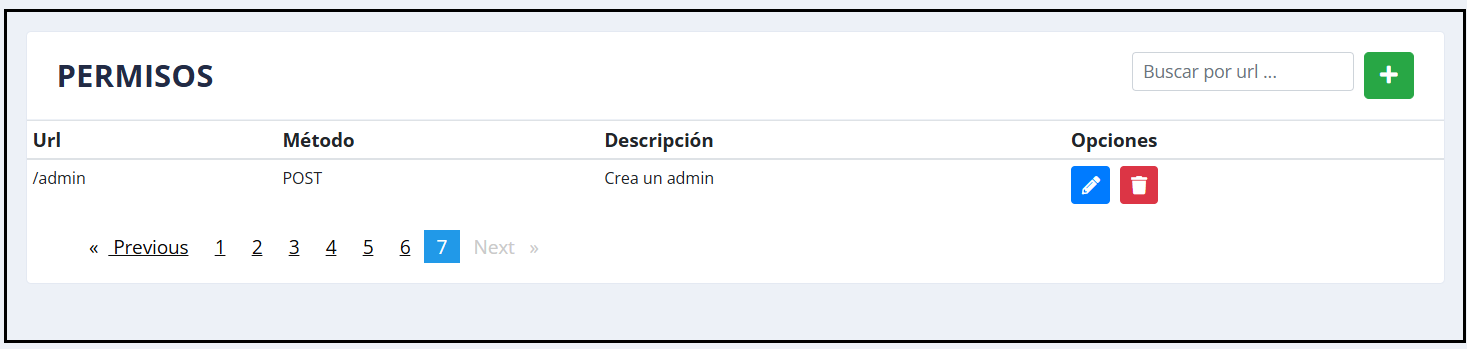 PERMISOS
Buscar por url ...
Url Método Descripción Opciones
/admin POST Crea un admin
« Previous 1 2 3 4 5 6 7 Next »